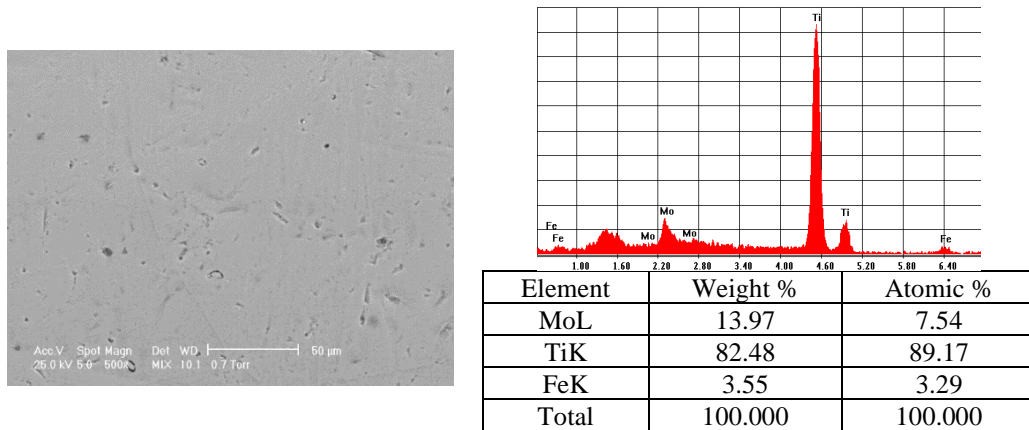 Acc.V Spot Magn Det WD 50 µm
25.0 kV 5.0 500x MIX 10.1 0.7 Torr
Ti
Mo
Ti
Fe
Fe
Mo
Mo
Fe
1.00 1.60 2.20 2.80 3.40 4.00 4.60 5.20 5.80 6.40
Element Weight % Atomic %
MoL 13.97 7.54
TiK 82.48 89.17
FeK 3.55 3.29
Total 100.000 100.000